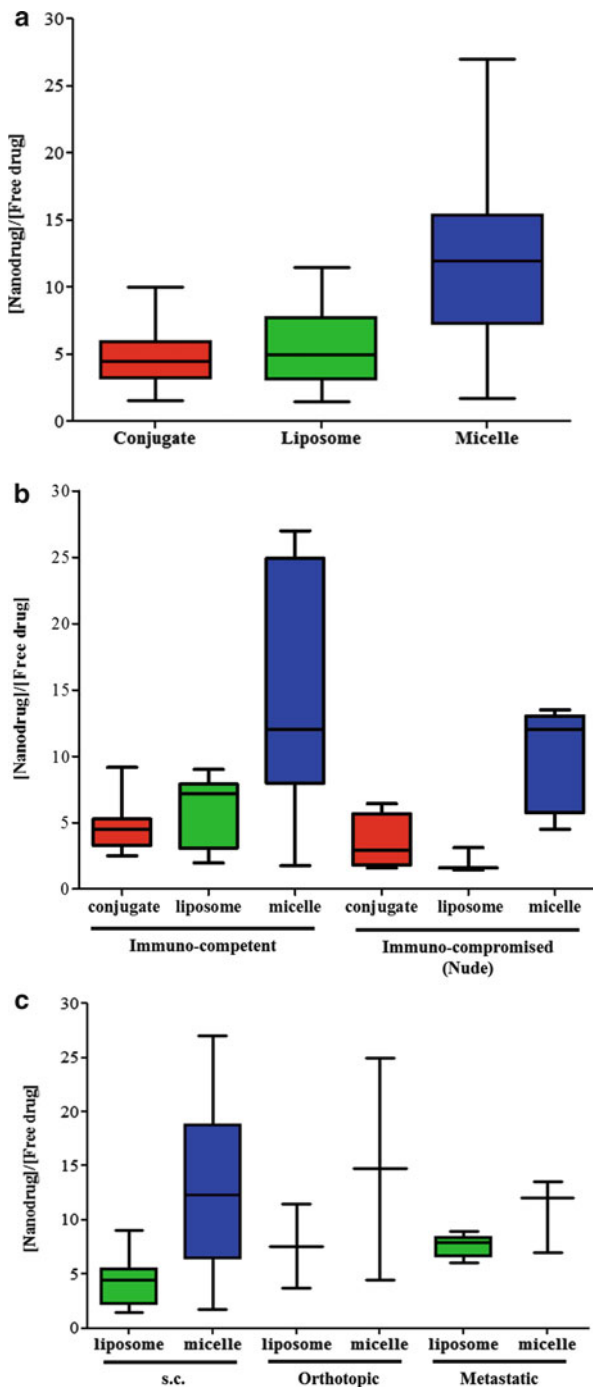 a
[Nanodrug]/[Free drug]
30
25
20
15
10
5
0
Conjugate Liposome Micelle
b
[Nanodrug]/[Free drug]
30
25
20
15
10
5
0
conjugate liposome micelle conjugate liposome micelle
Immuno-competent Immuno-compromised
(Nude)
c
[Nanodrug]/[Free drug]
30
25
20
15
10
5
0
liposome micelle liposome micelle liposome micelle
s.c. Orthotopic Metastatic